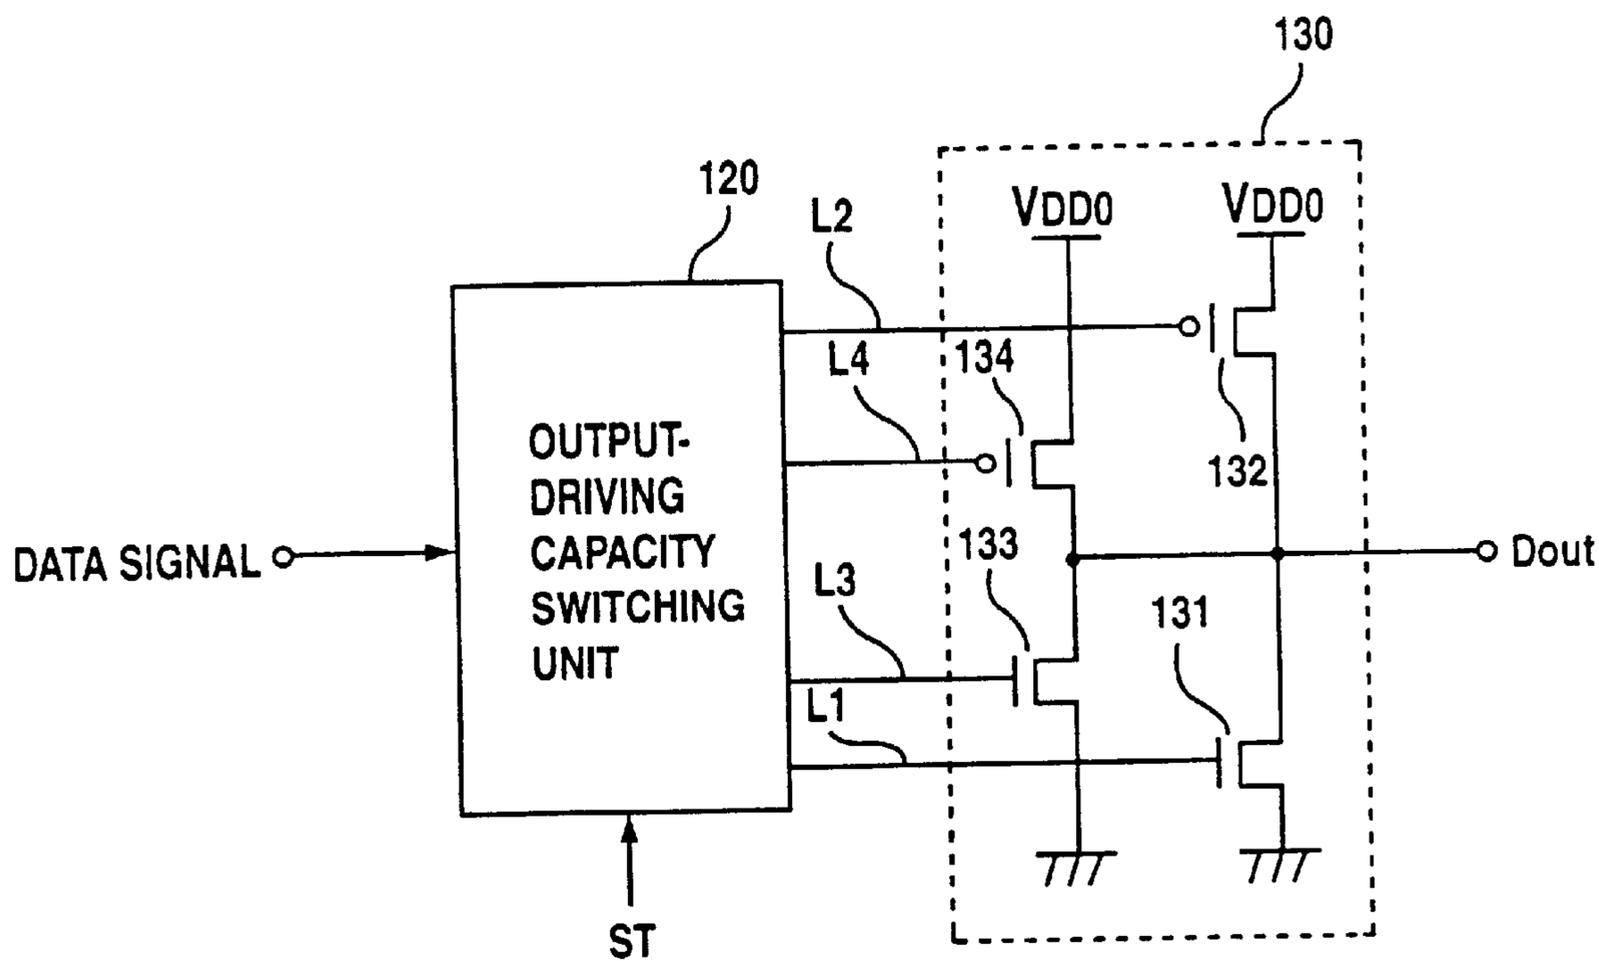 130
120
L2
VDD0
VDD0
L4
134
132
OUTPUT-
DRIVING
CAPACITY
SWITCHING
UNIT
DATA SIGNAL
133
Dout
L3
131
L1
ST